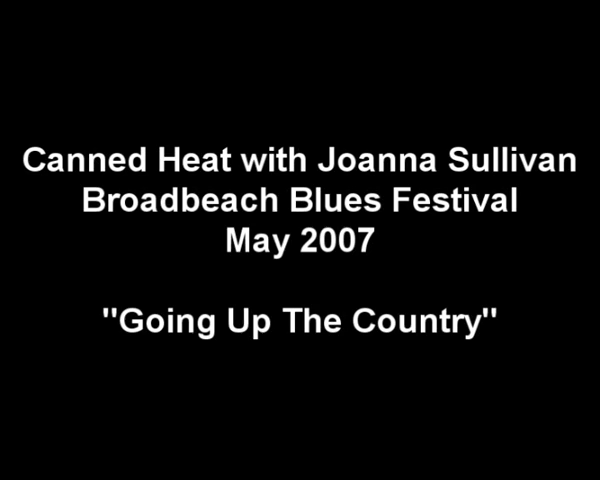 Canned Heat with Joanna Sullivan
Broadbeach Blues Festival
May 2007
"Going Up The Country"